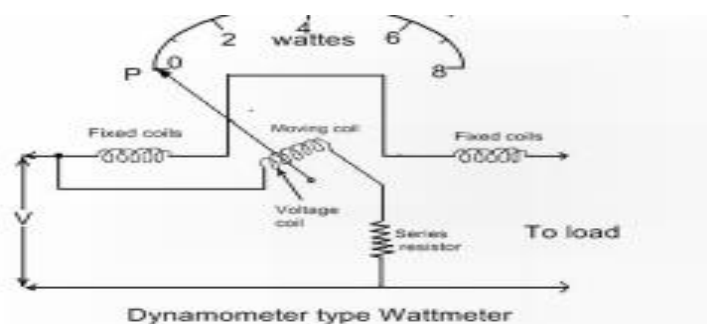 0 2 4 6 8
wattes
P
Fixed coils
Moving coil
Fixed coils
V
Voltage
coil
Series
resistor
To load
Dynamometer type Wattmeter